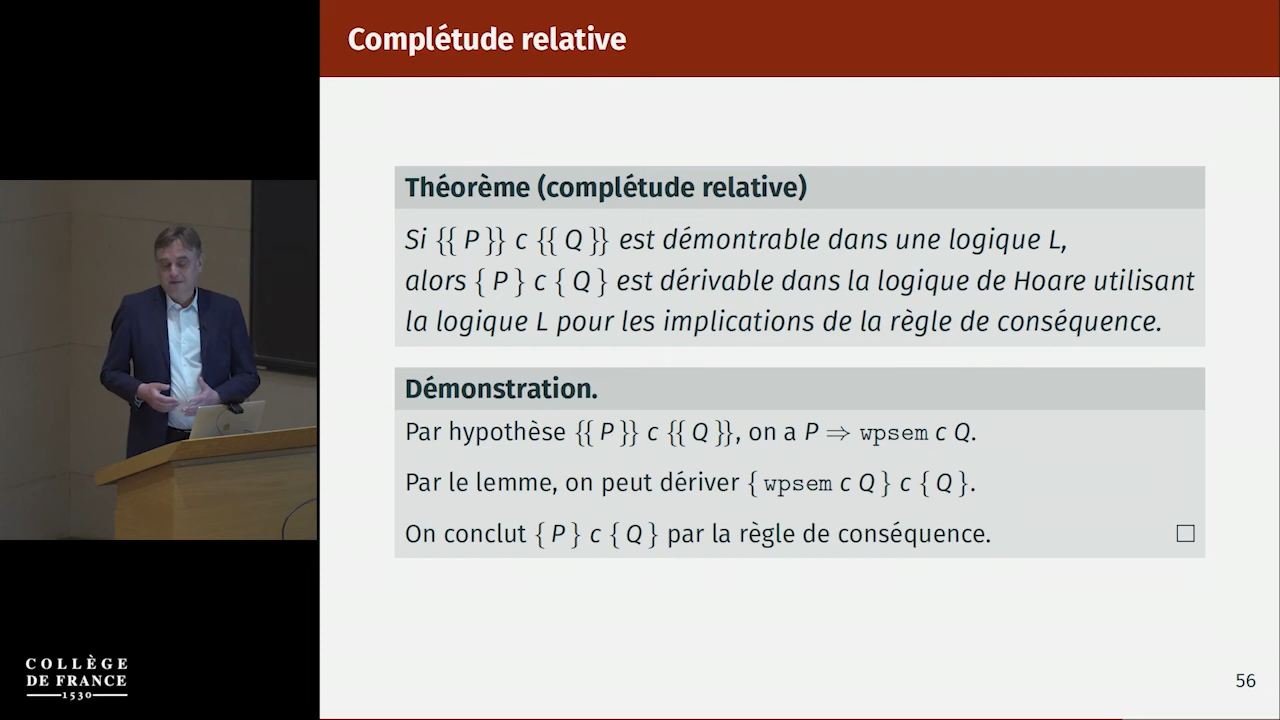 Complétude relative
Théorème (complétude relative)
Si {{ P }} c {{ Q }} est démontrable dans une logique L,
alors { P } c { Q } est dérivable dans la logique de Hoare utilisant
la logique L pour les implications de la règle de conséquence.
Démonstration.
Par hypothèse {{ P }} c {{ Q }}, on a P ⇒ wpsem c Q.
Par le lemme, on peut dériver { wpsem c Q } c { Q }.
On conclut { P } c { Q } par la règle de conséquence. □
COLLÈGE
DE FRANCE
1530
56